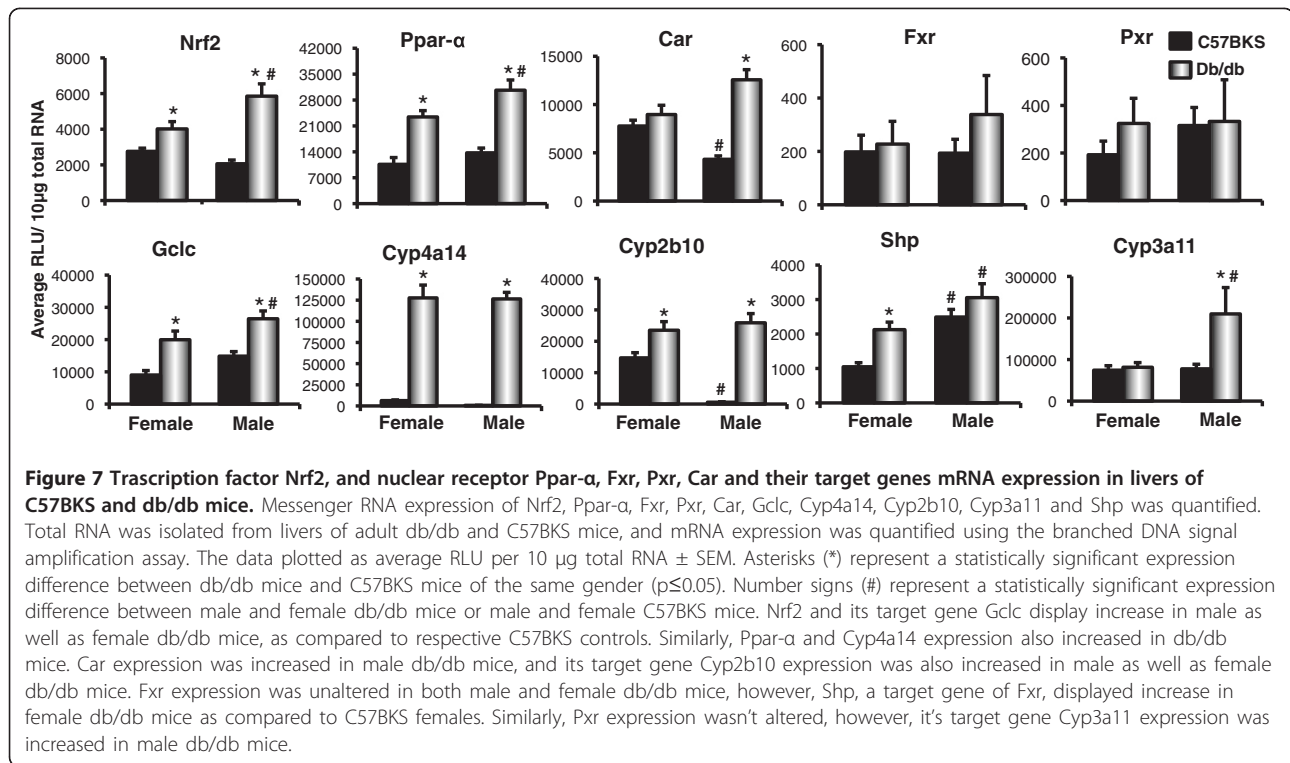 Nrf2
Ppar-α
Car
Fxr
Pxr
C57BKS
Db/db
Average RLU/ 10μg total RNA
8000
6000
4000
2000
0
* * #
42000
35000
28000
21000
14000
7000
0
* * #
15000
10000
5000
0
# *
600
400
200
0
600
400
200
0
Gclc
Cyp4a14
Cyp2b10
Shp
Cyp3a11
40000
30000
20000
10000
0
* * #
150000
125000
100000
75000
50000
25000
0
* *
40000
30000
20000
10000
0
* # *
4000
3000
2000
1000
0
* # #
300000
200000
100000
0
* #
Female Male
Female Male
Female Male
Female Male
Female Male
Figure 7 Trascription factor Nrf2, and nuclear receptor Ppar-α, Fxr, Pxr, Car and their target genes mRNA expression in livers of
C57BKS and db/db mice. Messenger RNA expression of Nrf2, Ppar-α, Fxr, Pxr, Car, Gclc, Cyp4a14, Cyp2b10, Cyp3a11 and Shp was quantified.
Total RNA was isolated from livers of adult db/db and C57BKS mice, and mRNA expression was quantified using the branched DNA signal
amplification assay. The data plotted as average RLU per 10 μg total RNA ± SEM. Asterisks (*) represent a statistically significant expression
difference between db/db mice and C57BKS mice of the same gender (p≤0.05). Number signs (#) represent a statistically significant expression
difference between male and female db/db mice or male and female C57BKS mice. Nrf2 and its target gene Gclc display increase in male as
well as female db/db mice, as compared to respective C57BKS controls. Similarly, Ppar-α and Cyp4a14 expression also increased in db/db
mice. Car expression was increased in male db/db mice, and its target gene Cyp2b10 expression was also increased in male as well as female
db/db mice. Fxr expression was unaltered in both male and female db/db mice, however, Shp, a target gene of Fxr, displayed increase in
female db/db mice as compared to C57BKS females. Similarly, Pxr expression wasn't altered, however, it's target gene Cyp3a11 expression was
increased in male db/db mice.